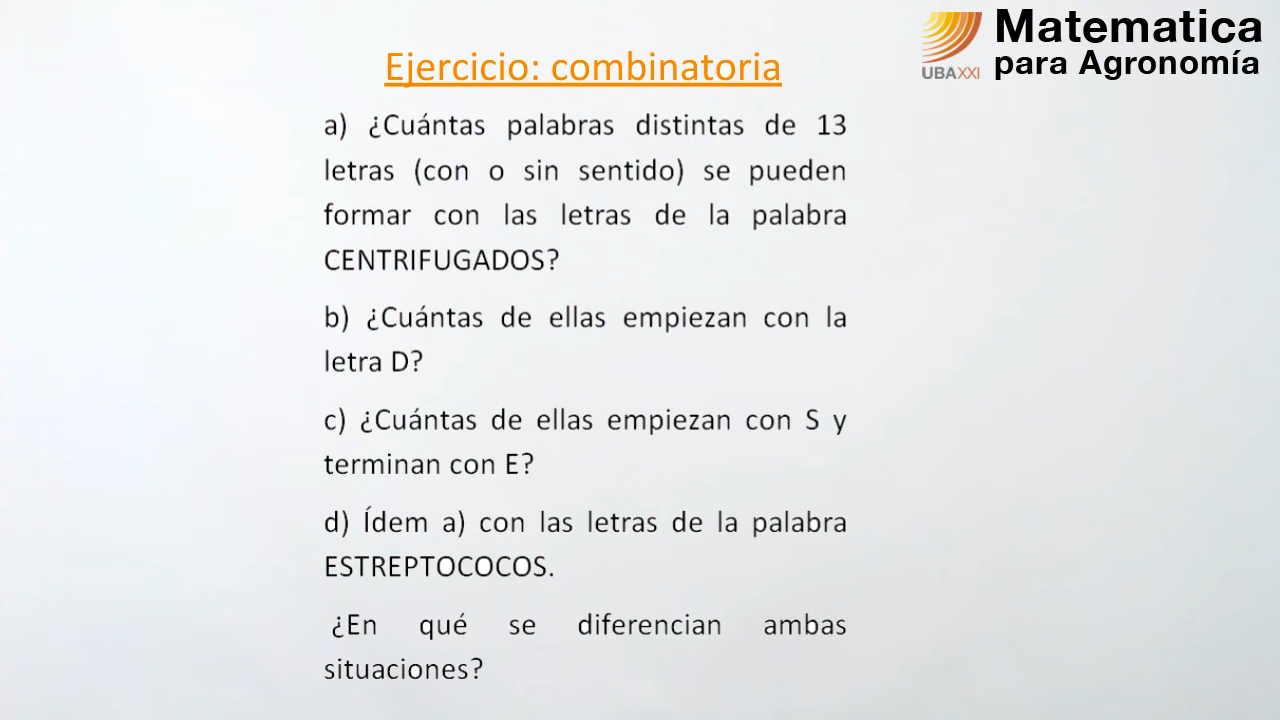 Matematica
para Agronomía
UBAXXI
Ejercicio: combinatoria
a) ¿Cuántas palabras distintas de 13
letras (con o sin sentido) se pueden
formar con las letras de la palabra
CENTRIFUGADOS?
b) ¿Cuántas de ellas empiezan con la
letra D?
c) ¿Cuántas de ellas empiezan con S y
terminan con E?
d) Ídem a) con las letras de la palabra
ESTREPTOCOCOS.
¿En qué se diferencian ambas
situaciones?